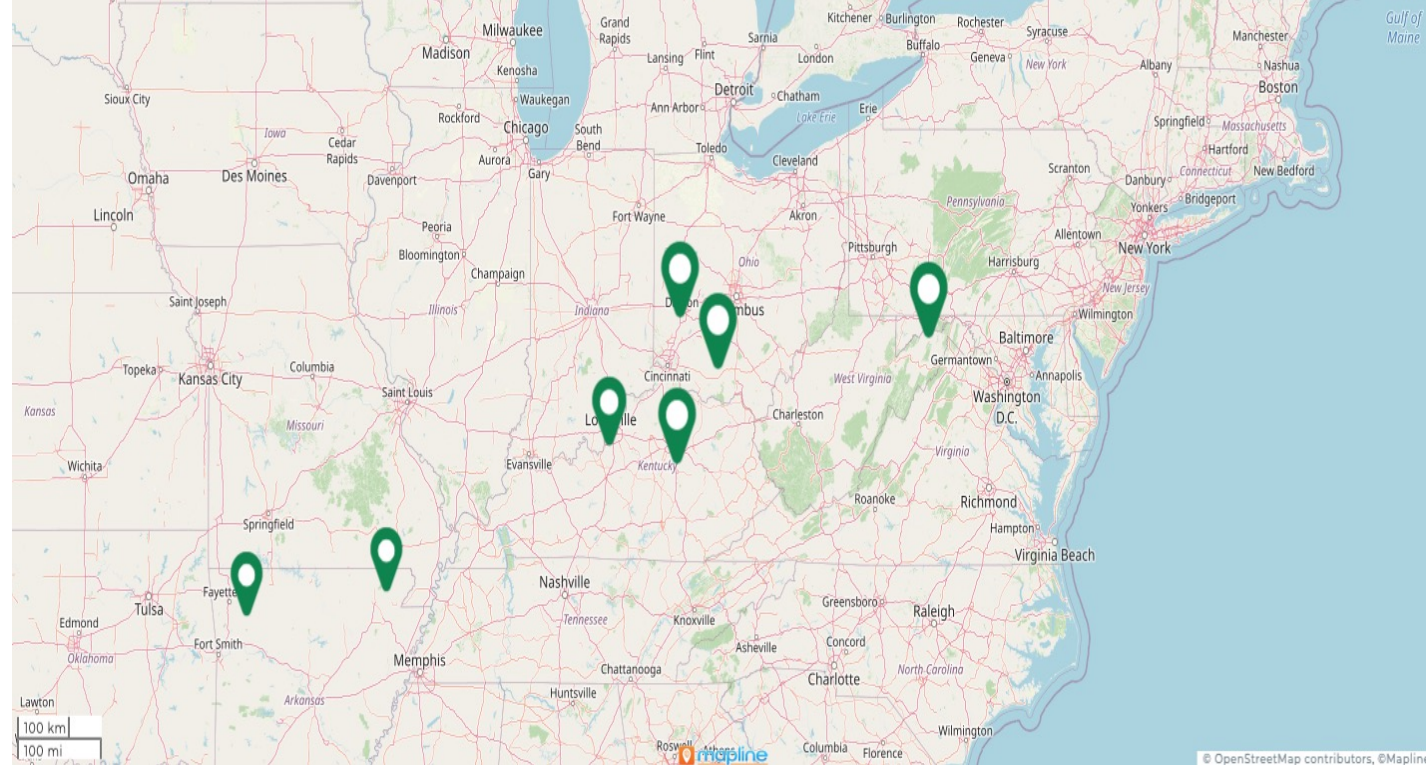 Kitchener
Burlington
Rochester
Gulf of
Maine
Milwaukee
Grand
Rapids
Sarnia
Syracuse
Manchester
Madison
Lansing
Flint
London
Buffalo
Geneva
New York
Albany
Nashua
Kenosha
Boston
Sioux City
Waukegan
Detroit
Chatham
Ann Arbor
Erie
Lake Erie
Rockford
Springfield
Massachusetts
Iowa
Cedar
Rapids
Chicago
South
Bend
Toledo
Hartford
Aurora
Gary
Cleveland
Scranton
Danbury
Connecticut
New Bedford
Omaha
Des Moines
Davenport
Bridgeport
Lincoln
Fort Wayne
Akron
Pennsylvania
Yonkers
Peoria
Allentown
New York
Bloomington
Pittsburgh
Harrisburg
Champaign
Ohio
New Jersey
Saint Joseph
Illinois
Indiana
mbus
Wilmington
Baltimore
Topeka
Kansas City
Columbia
Cincinnati
West Virginia
Germantown
Annapolis
Washington
D.C.
Saint Louis
Kansas
Missouri
Charleston
Virginia
Wichita
Evansville
Kentucky
Roanoke
Richmond
Springfield
Hampton
Virginia Beach
Nashville
Fayette
Tulsa
Greensboro
Raleigh
Edmond
Tennessee
Knoxville
Oklahoma
Fort Smith
Asheville
Concord
Memphis
Chattanooga
Charlotte
North Carolina
Lawton
Arkansas
Huntsville
100 km
100 mi
Wilmington
Roswell
Athens
mapline
Columbia
Florence
© OpenStreetMap contributors, ©Mapline